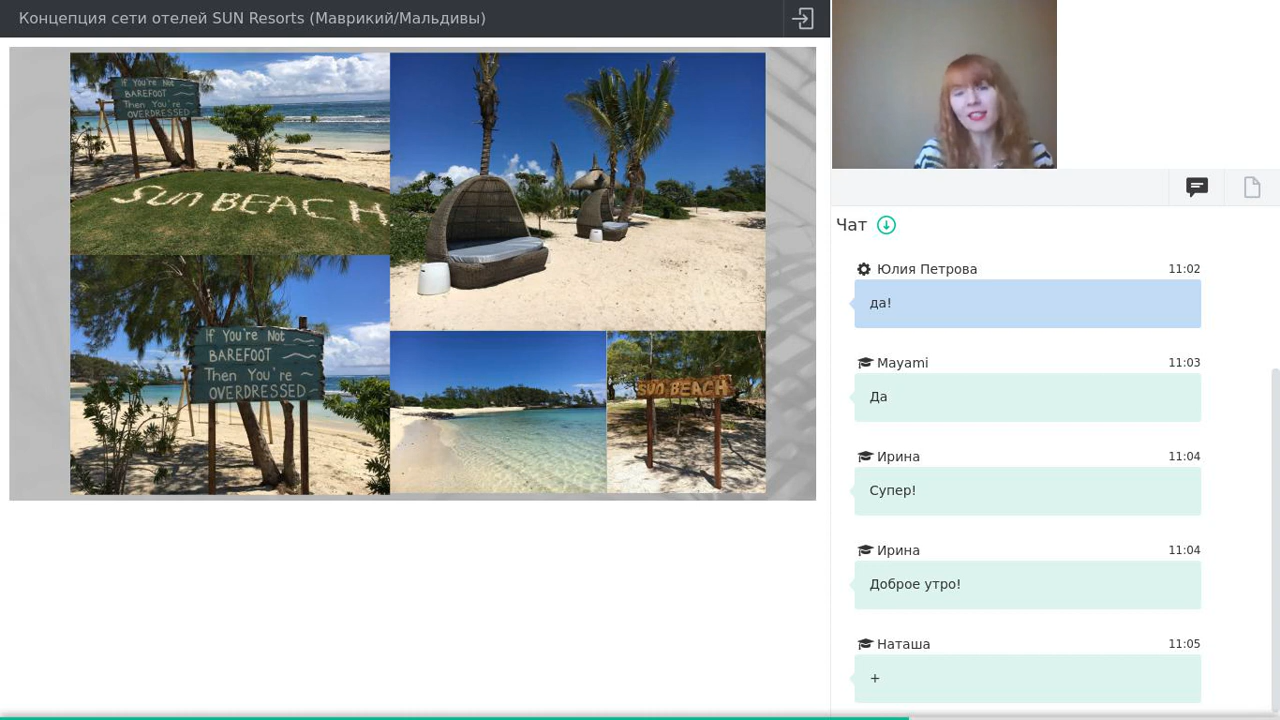 Концепция сети отелей SUN Resorts (Маврикий/Мальдивы)
If You're Not
BAREFOOT
Then You're
OVERDRESSED
SUN BEACH
If You're Not
BAREFOOT
Then You're
OVERDRESSED
SUN BEACH
Чат
Юлия Петрова 11:02
да!
Mayami 11:03
Да
Ирина 11:04
Супер!
Ирина 11:04
Доброе утро!
Наташа 11:05
+